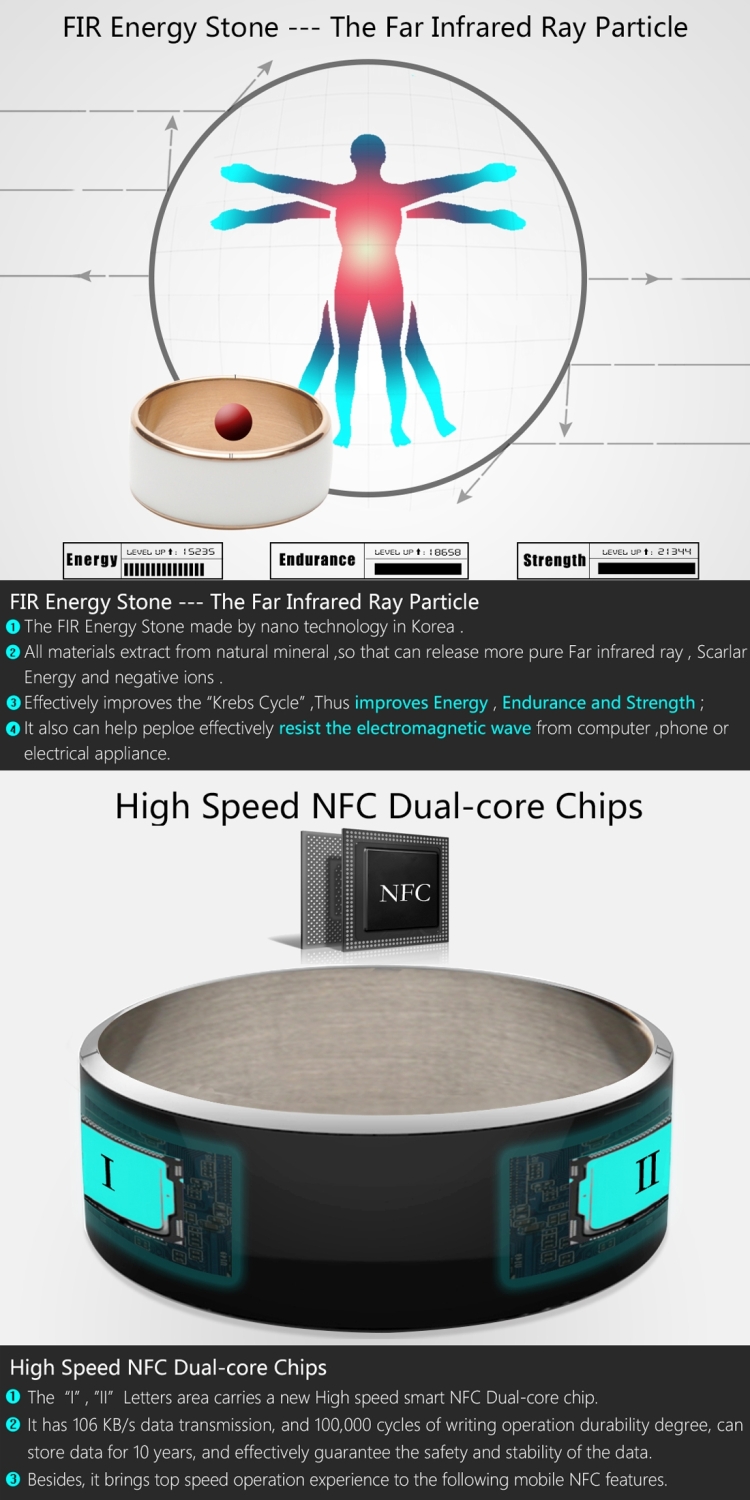 FIR Energy Stone --- The Far Infrared Ray Particle
II
Energy LEVEL UP⬆: 15235
Endurance LEVEL UP⬆: 18658
Strength LEVEL UP⬆: 21344
FIR Energy Stone --- The Far Infrared Ray Particle
1 The FIR Energy Stone made by nano technology in Korea .
2 All materials extract from natural mineral ,so that can release more pure Far infrared ray , Scarlar
Energy and negative ions .
3 Effectively improves the “Krebs Cycle” ,Thus improves Energy , Endurance and Strength ;
4 It also can help peploe effectively resist the electromagnetic wave from computer ,phone or
electrical appliance.
High Speed NFC Dual-core Chips
NFC
I
II
High Speed NFC Dual-core Chips
1 The “I” , ”II” Letters area carries a new High speed smart NFC Dual-core chip.
2 It has 106 KB/s data transmission, and 100,000 cycles of writing operation durability degree, can
store data for 10 years, and effectively guarantee the safety and stability of the data.
3 Besides, it brings top speed operation experience to the following mobile NFC features.